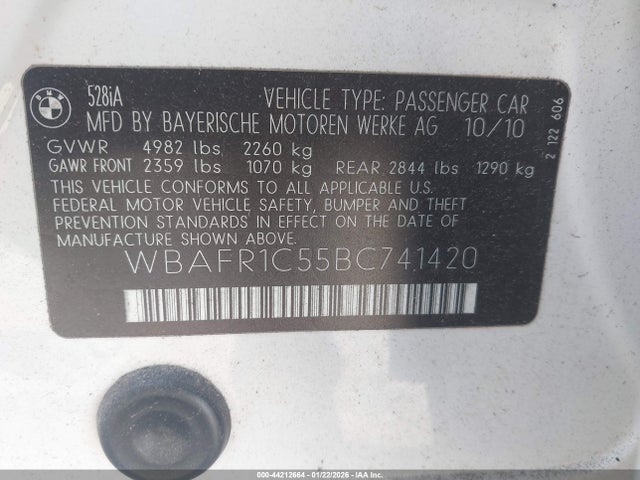 BMW
528iA VEHICLE TYPE: PASSENGER CAR
MFD BY BAYERISCHE MOTOREN WERKE AG 10/10
GVWR 4982 lbs 2260 kg
GAWR FRONT 2359 lbs 1070 kg REAR 2844 lbs 1290 kg
THIS VEHICLE CONFORMS TO ALL APPLICABLE U.S.
FEDERAL MOTOR VEHICLE SAFETY, BUMPER AND THEFT
PREVENTION STANDARDS IN EFFECT ON THE DATE OF
MANUFACTURE SHOWN ABOVE.
WBAFR1C55BC741420
2 122 606
000-44212664 | 01/22/2026 - IAA HOLDINGS, LLC